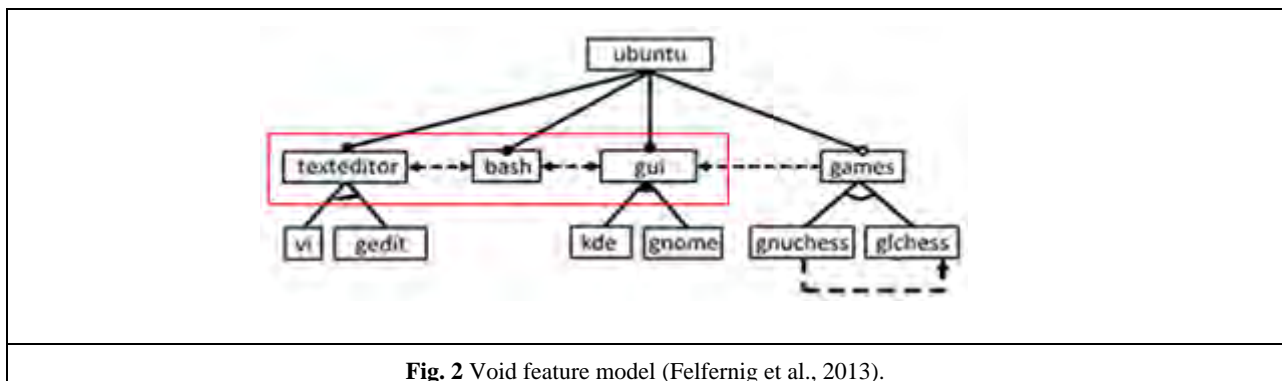 ubuntu
texteditor bash gui games
vi gedit kde gnome gnuchess glchess
Fig. 2 Void feature model (Felfernig et al., 2013).